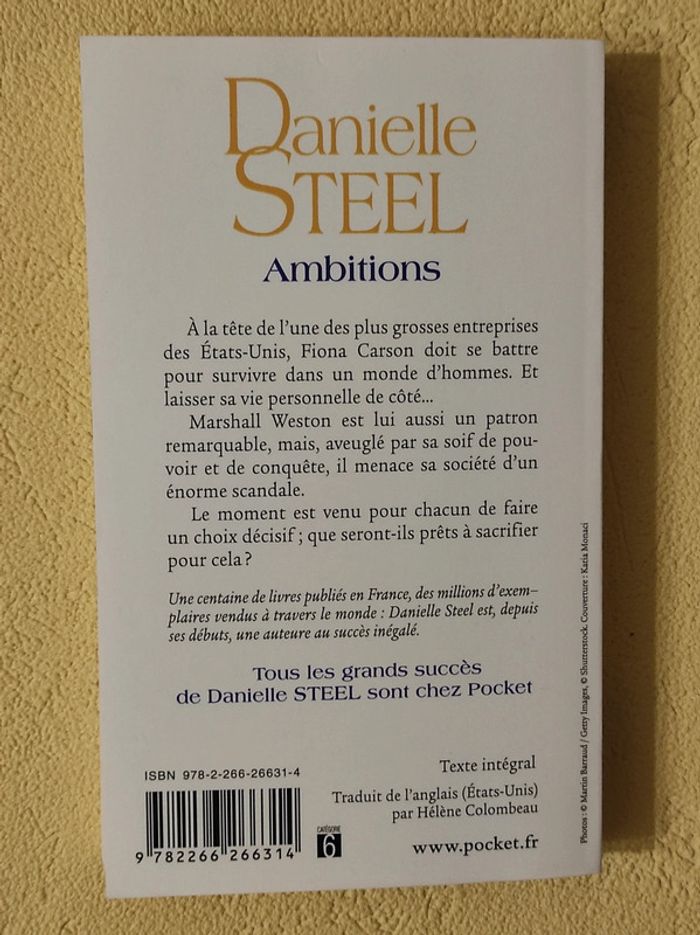 Danielle
STEEL
Ambitions
À la tête de l'une des plus grosses entreprises
des États-Unis, Fiona Carson doit se battre
pour survivre dans un monde d'hommes. Et
laisser sa vie personnelle de côté...
Marshall Weston est lui aussi un patron
remarquable, mais, aveuglé par sa soif de pou-
voir et de conquête, il menace sa société d'un
énorme scandale.
Le moment est venu pour chacun de faire
un choix décisif ; que seront-ils prêts à sacrifier
pour cela ?
Une centaine de livres publiés en France, des millions d'exem-
plaires vendus à travers le monde : Danielle Steel est, depuis
ses débuts, une auteure au succès inégalé.
Tous les grands succès
de Danielle STEEL sont chez Pocket
ISBN 978-2-266-26631-4
9 782266 266314
CATÉGORIE
6
Texte intégral
Traduit de l'anglais (États-Unis)
par Hélène Colombeau
www.pocket.fr
Photos : © Martin Barraud / Getty Images, © Shutterstock. Couverture : Katia Monaci